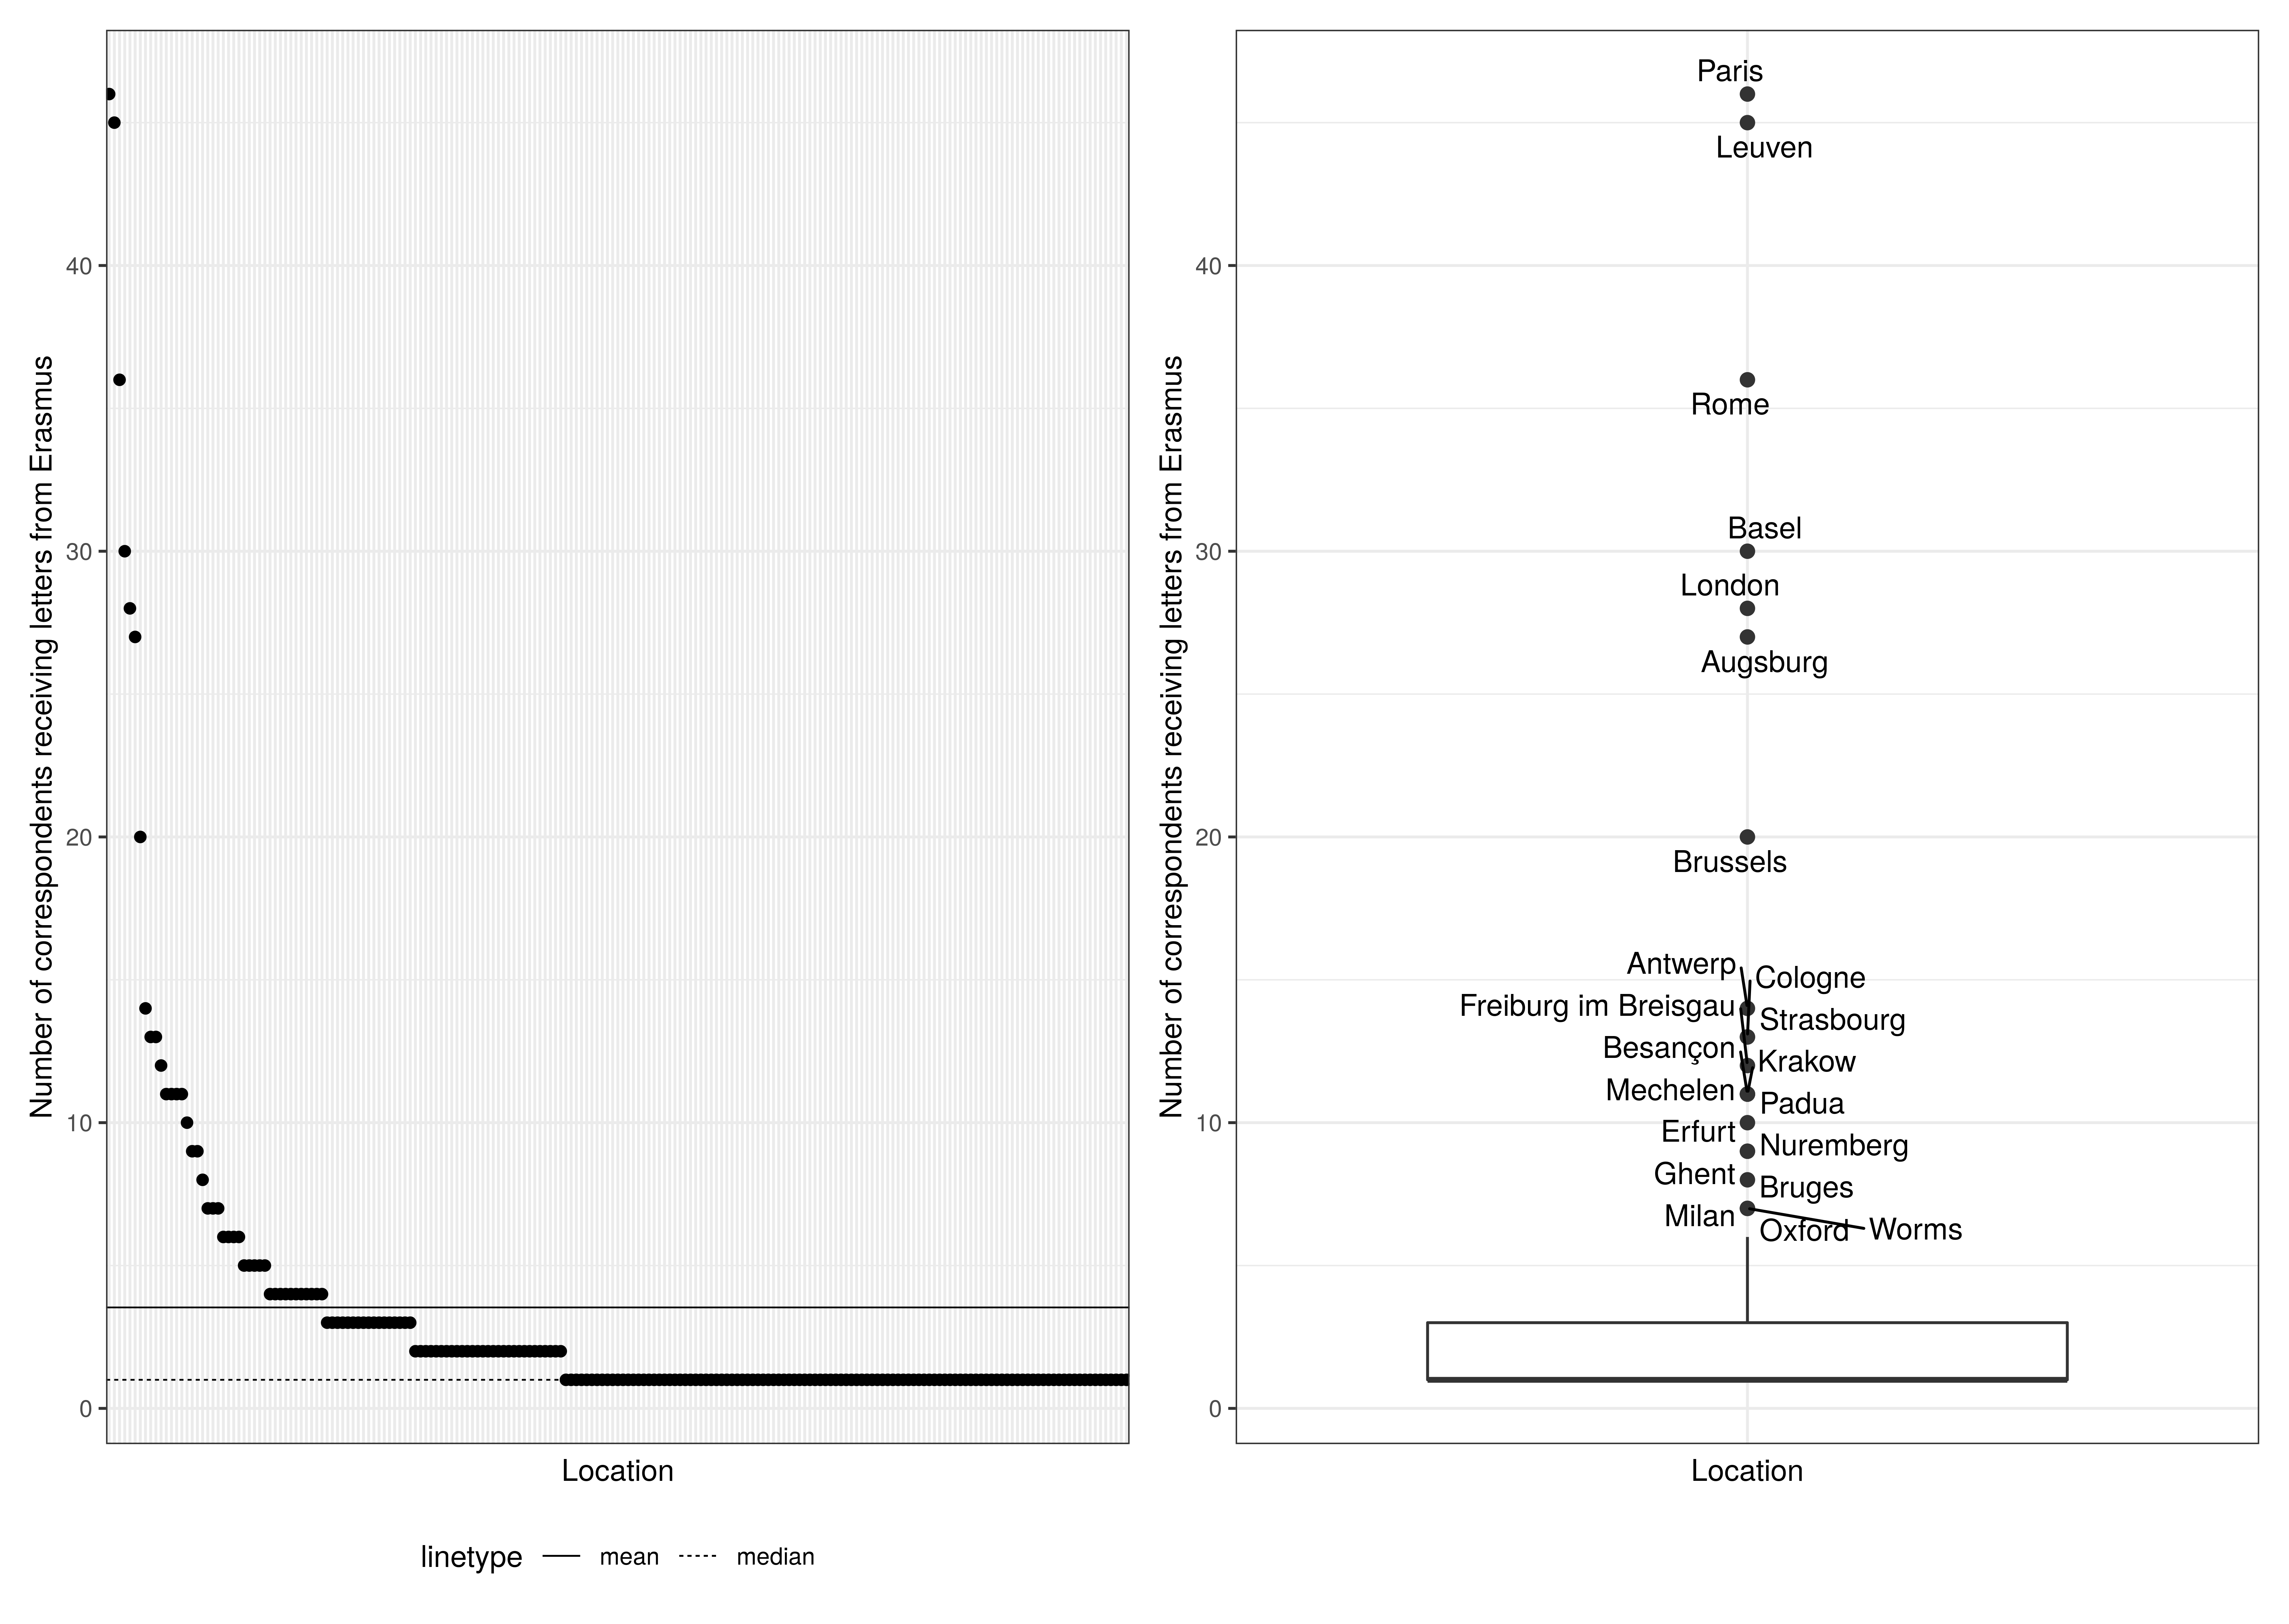 Number of correspondents receiving letters from Erasmus
40
30
20
10
0
Location
linetype mean median
Number of correspondents receiving letters from Erasmus
40
30
20
10
0
Paris
Leuven
Rome
Basel
London
Augsburg
Brussels
Antwerp
Cologne
Freiburg im Breisgau
Strasbourg
Besançon
Krakow
Mechelen
Padua
Erfurt
Nuremberg
Ghent
Bruges
Milan
Oxford
Worms
Location